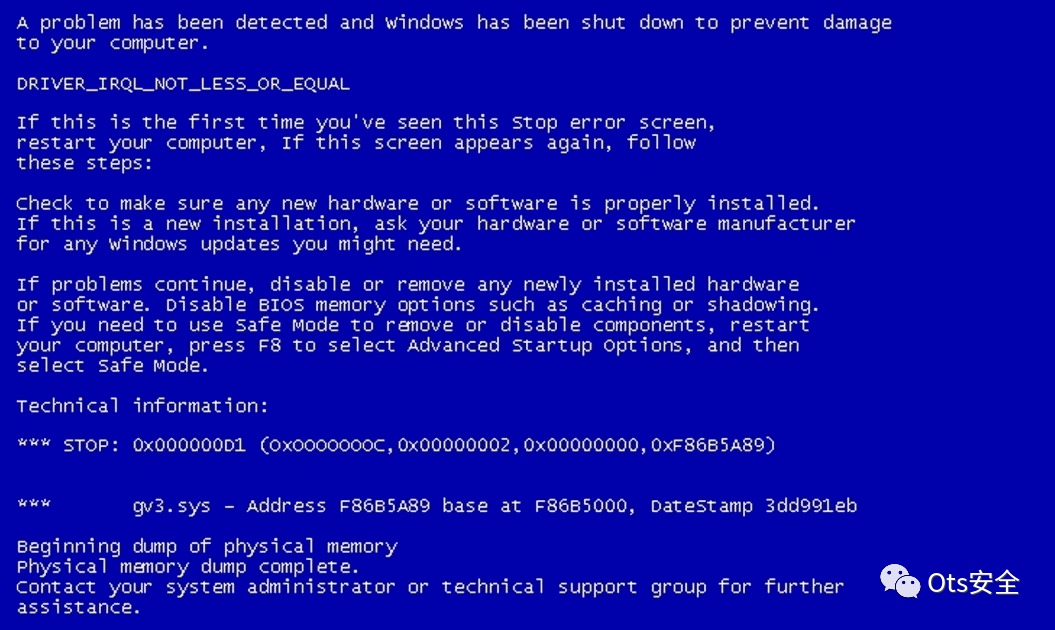 A problem has been detected and Windows has been shut down to prevent damage
to your computer.
DRIVER_IRQL_NOT_LESS_OR_EQUAL
If this is the first time you've seen this Stop error screen,
restart your computer, If this screen appears again, follow
these steps:
Check to make sure any new hardware or software is properly installed.
If this is a new installation, ask your hardware or software manufacturer
for any Windows updates you might need.
If problems continue, disable or remove any newly installed hardware
or software. Disable BIOS memory options such as caching or shadowing.
If you need to use Safe Mode to remove or disable components, restart
your computer, press F8 to select Advanced Startup Options, and then
select Safe Mode.
Technical information:
*** STOP: 0x000000D1 (0x0000000C,0x00000002,0x00000000,0xF86B5A89)
*** gv3.sys – Address F86B5A89 base at F86B5000, DateStamp 3dd991eb
Beginning dump of physical memory
Physical memory dump complete.
Contact your system administrator or technical support group for further
assistance.
Ots安全